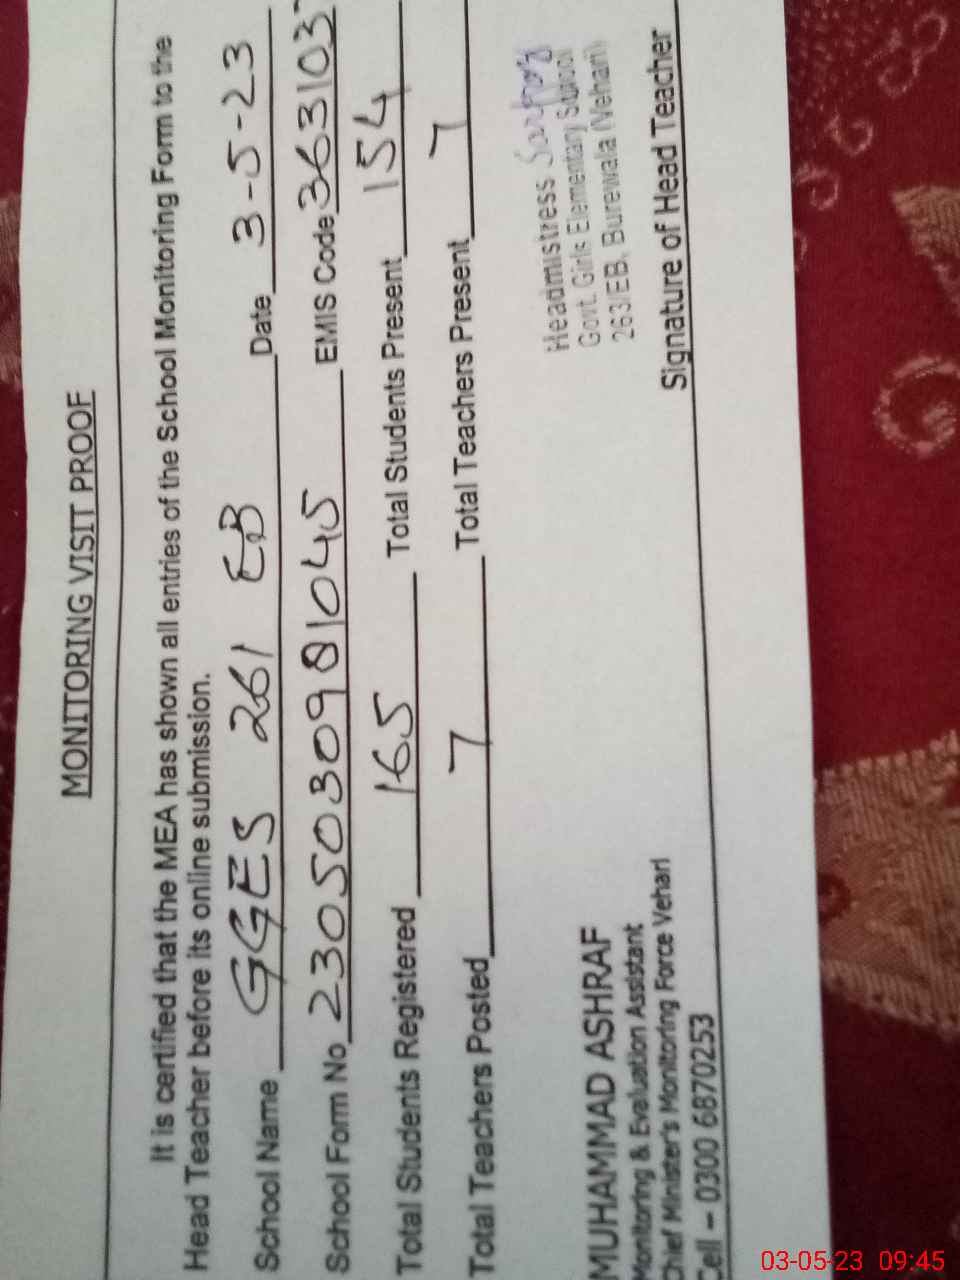 MONITORING VISIT PROOF
It is certified that the MEA has shown all entries of the School Monitoring Form to the
Head Teacher before its online submission.
School Name GGES 261 EB Date 3-5-23
School Form No 2305030981045 EMIS Code 363103
Total Students Registered 165 Total Students Present 154
Total Teachers Posted 7 Total Teachers Present 7
Headmistress
Govt. Girls Elementary School
263/EB, Burewala (Vehari)
MUHAMMAD ASHRAF
Monitoring & Evaluation Assistant
Chief Minister's Monitoring Force Vehari
Cell – 0300 6870253
Signature of Head Teacher
03-05-23 09:45